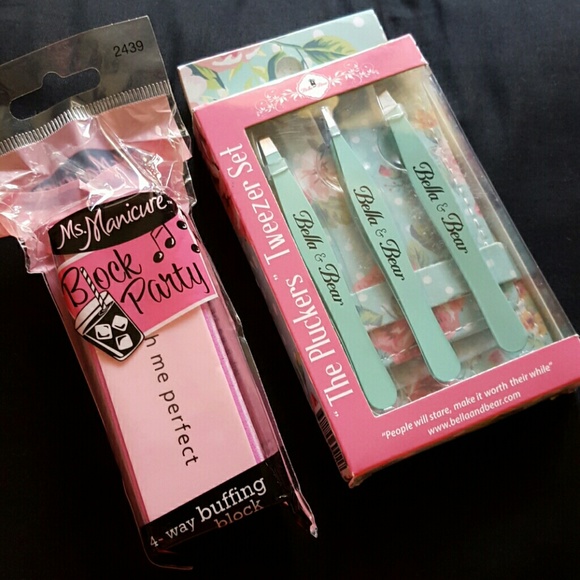 2439
Ms. Manicure
Block
Party
me perfect
4-way buffing
block
"The Pluckers" Tweezer Set
Bella & Bear
Bella & Bear
Bella & Bear
"People will stare, make it worth their while"
www.bellaandbear.com